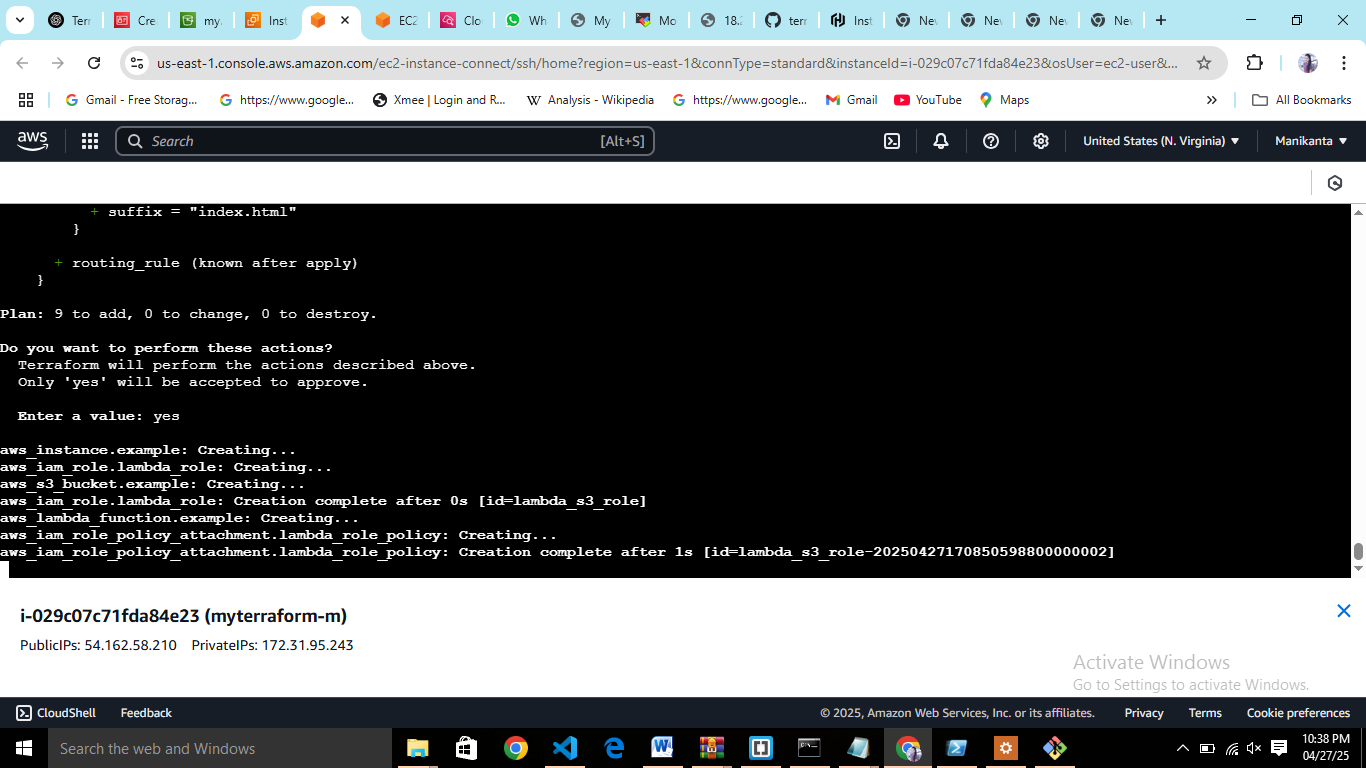 Ter
Cre
my
Inst
EC2
Clo
Wh
My
Mo
18.2
terr
Inst
Nev
Nev
Nev
Nev
us-east-1.console.aws.amazon.com/ec2-instance-connect/ssh/home?region=us-east-1&connType=standard&instanceId=i-029c07c71fda84e23&osUser=ec2-user&...
Gmail - Free Storag...
https://www.google...
Xmee | Login and R...
Analysis - Wikipedia
https://www.google...
Gmail
YouTube
Maps
All Bookmarks
aws
Search
[Alt+S]
United States (N. Virginia)
Manikanta
+ suffix = "index.html"
}
+ routing_rule (known after apply)
}
Plan: 9 to add, 0 to change, 0 to destroy.
Do you want to perform these actions?
Terraform will perform the actions described above.
Only 'yes' will be accepted to approve.
Enter a value: yes
aws_instance.example: Creating...
aws_iam_role.lambda_role: Creating...
aws_s3_bucket.example: Creating...
aws_iam_role.lambda_role: Creation complete after 0s [id=lambda_s3_role]
aws_lambda_function.example: Creating...
aws_iam_role_policy_attachment.lambda_role_policy: Creating...
aws_iam_role_policy_attachment.lambda_role_policy: Creation complete after 1s [id=lambda_s3_role-20250427170850598800000002]
i-029c07c71fda84e23 (myterraform-m)
PublicIPs: 54.162.58.210 PrivateIPs: 172.31.95.243
Activate Windows
Go to Settings to activate Windows.
CloudShell
Feedback
© 2025, Amazon Web Services, Inc. or its affiliates.
Privacy
Terms
Cookie preferences
Search the web and Windows
10:38 PM
04/27/25